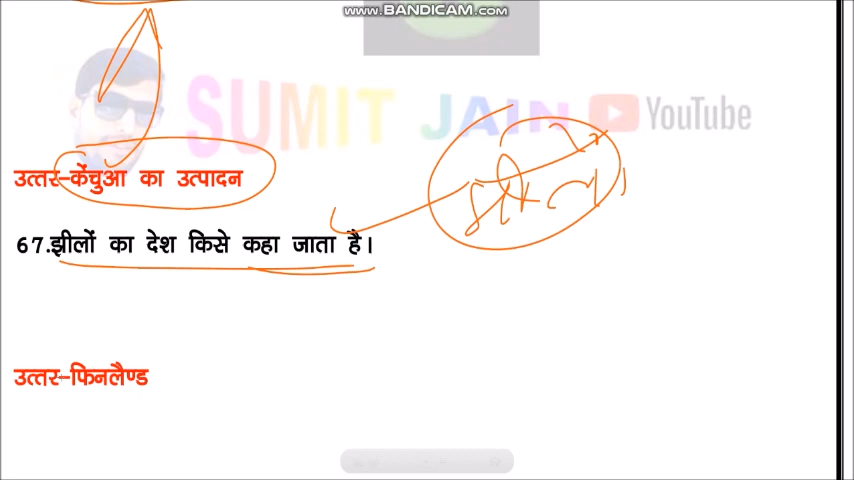 www.BANDICAM.com
SUMIT JAIN YouTube
उत्तर-केंचुआ का उत्पादन
67.झीलों का देश किसे कहा जाता है।
उत्तर-फिनलैण्ड